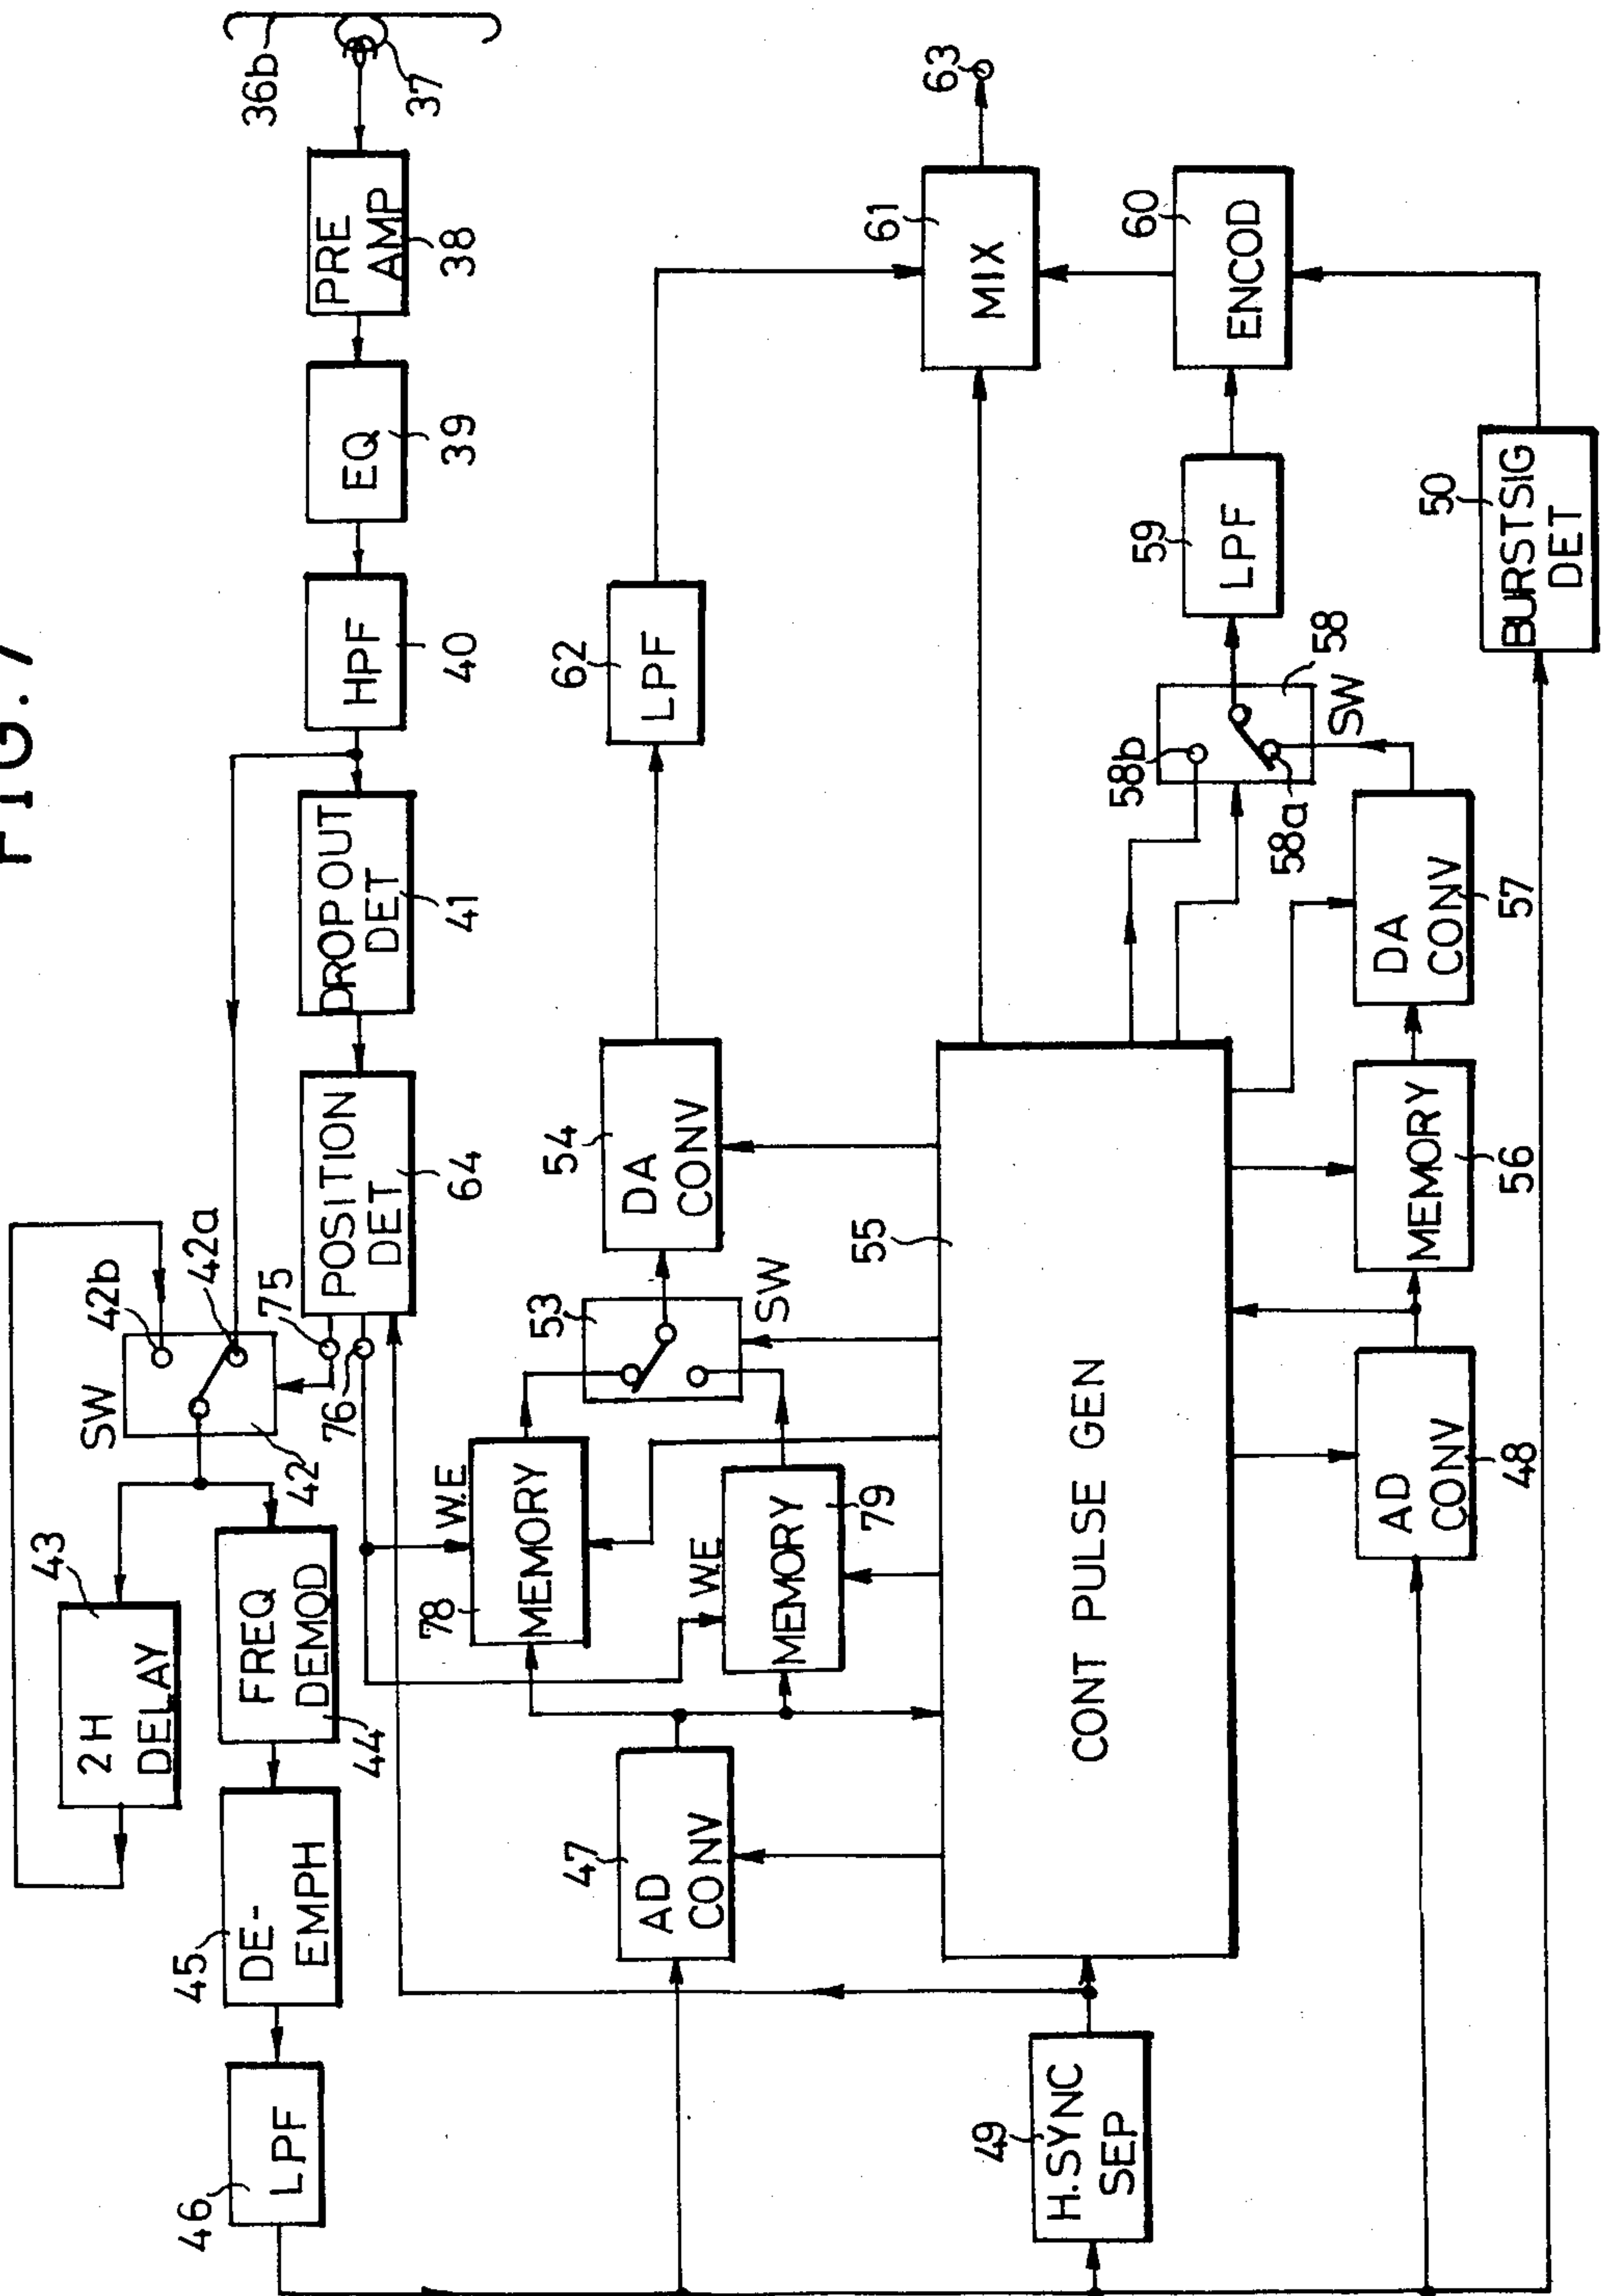 FIG. 7
36b
37
PRE
AMP
38
EQ
39
HPF
40
DROP OUT
DET
41
POSITION
DET
64
75
76
SW
42b
42a
42
43
2H
DELAY
FREQ
DEMOD
44
45
DE-
EMPH
46
LPF
47
AD
CONV
78
MEMORY
W.E
79
MEMORY
W.E
53
SW
54
DA
CONV
62
LPF
61
MIX
63
55
CONT PULSE GEN
49
H.SYNC
SEP
48
AD
CONV
56
MEMORY
57
DA
CONV
58
58a
58b
SW
59
LPF
60
ENCOD
50
BURSTSIG
DET